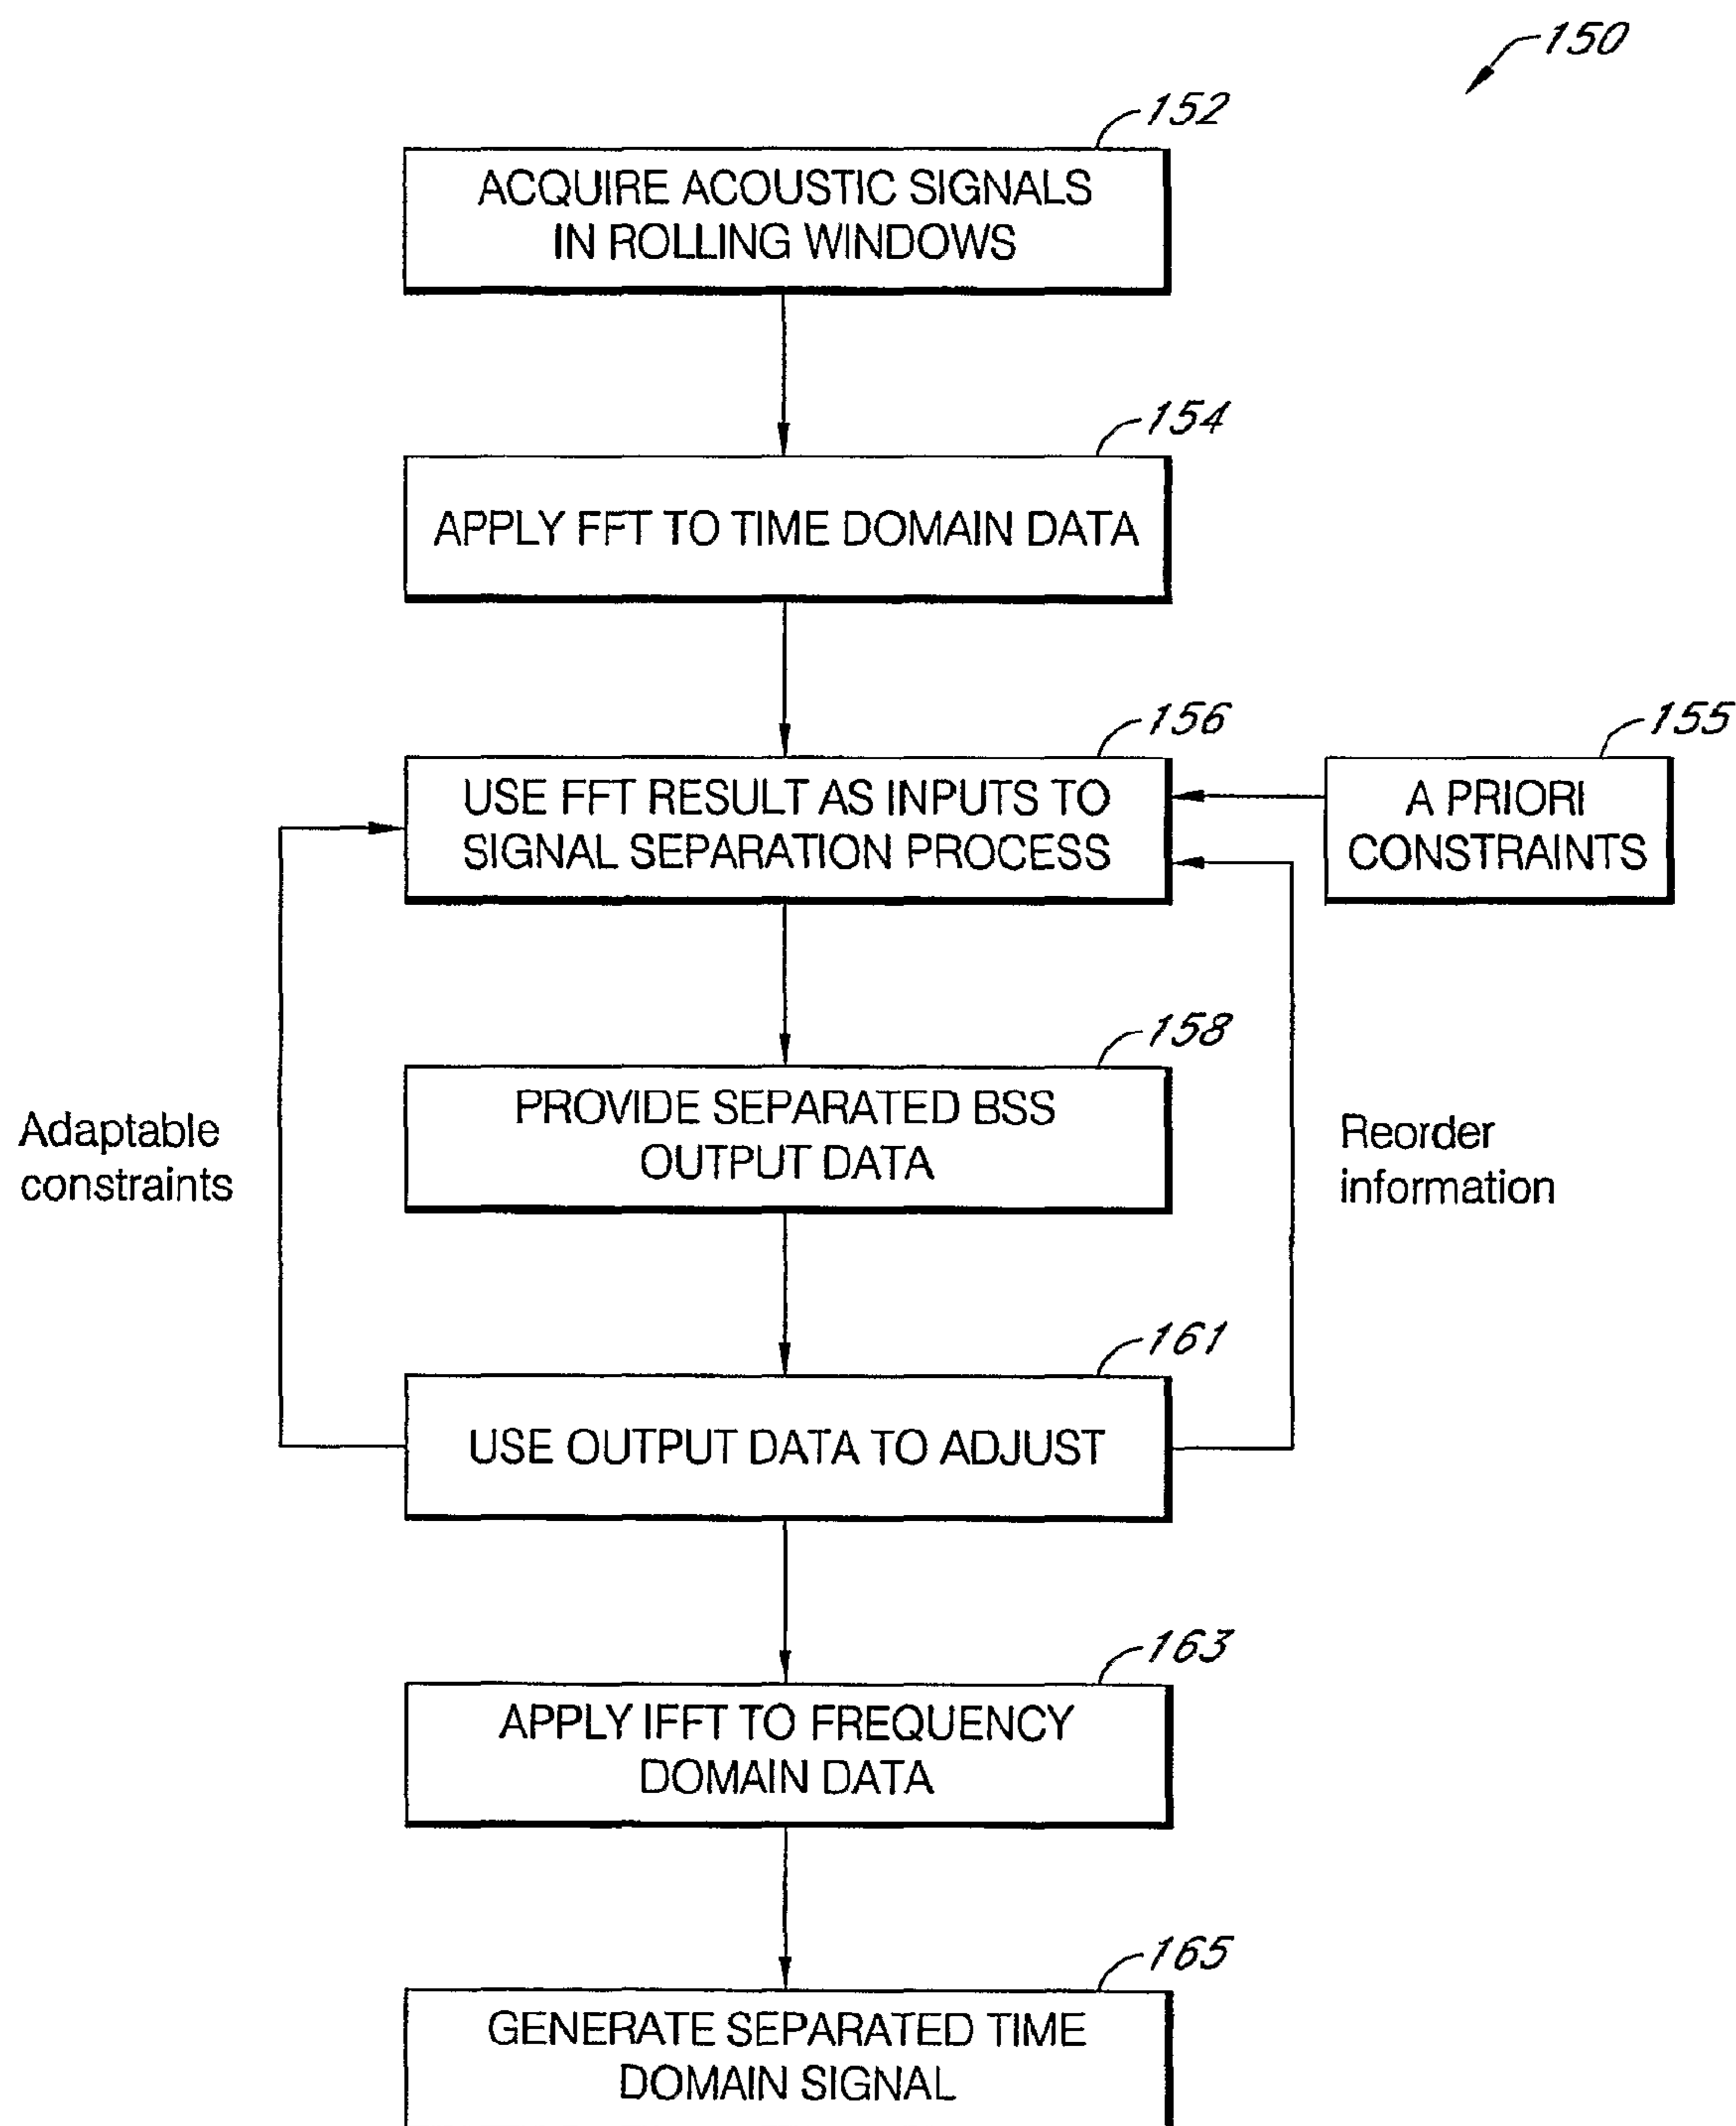 150
152
ACQUIRE ACOUSTIC SIGNALS
IN ROLLING WINDOWS
154
APPLY FFT TO TIME DOMAIN DATA
156
USE FFT RESULT AS INPUTS TO
SIGNAL SEPARATION PROCESS
155
A PRIORI
CONSTRAINTS
158
PROVIDE SEPARATED BSS
OUTPUT DATA
Adaptable
constraints
Reorder
information
161
USE OUTPUT DATA TO ADJUST
163
APPLY IFFT TO FREQUENCY
DOMAIN DATA
165
GENERATE SEPARATED TIME
DOMAIN SIGNAL